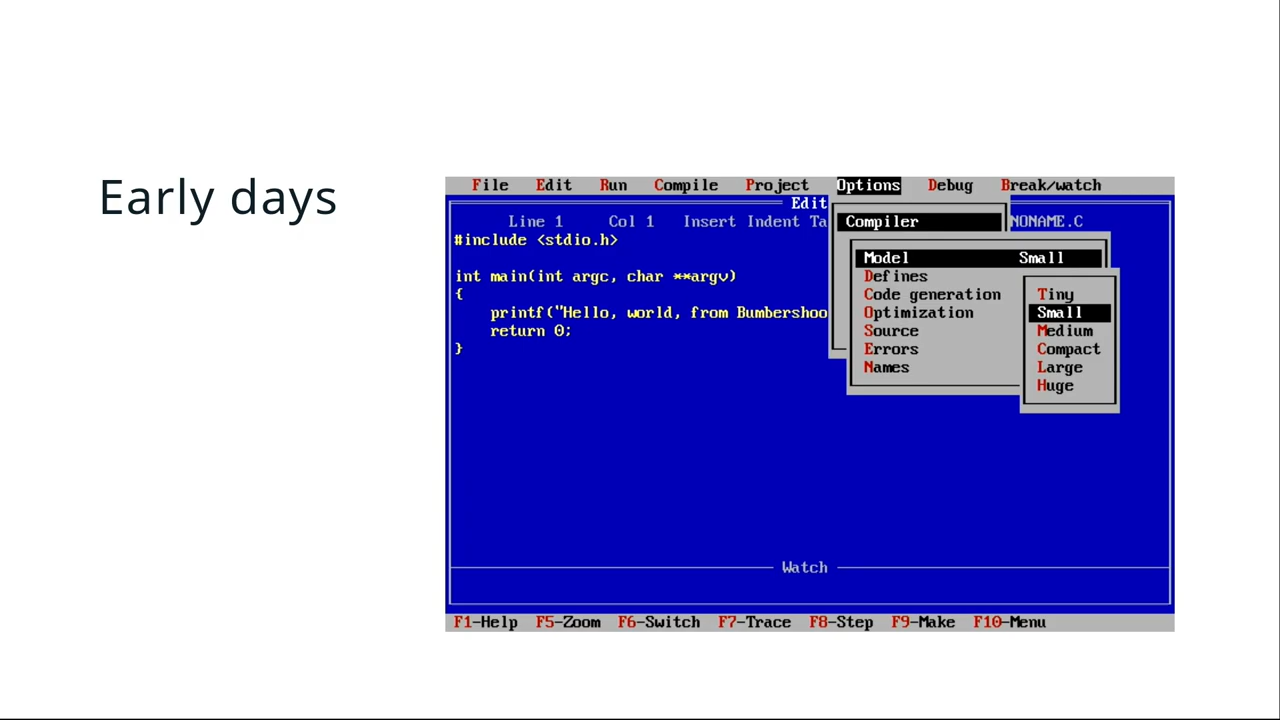 Early days
File Edit Run Compile Project Options Debug Break/watch
Edit
Line 1 Col 1 Insert Indent Ta Compiler NONAME.C
#include <stdio.h>
Model Small
Defines
int main(int argc, char **argv)
{
Code generation Tiny
printf("Hello, world, from Bumbershoo Optimization Small
return 0; Source Medium
} Errors Compact
Names Large
Huge
Watch
F1-Help F5-Zoom F6-Switch F7-Trace F8-Step F9-Make F10-Menu